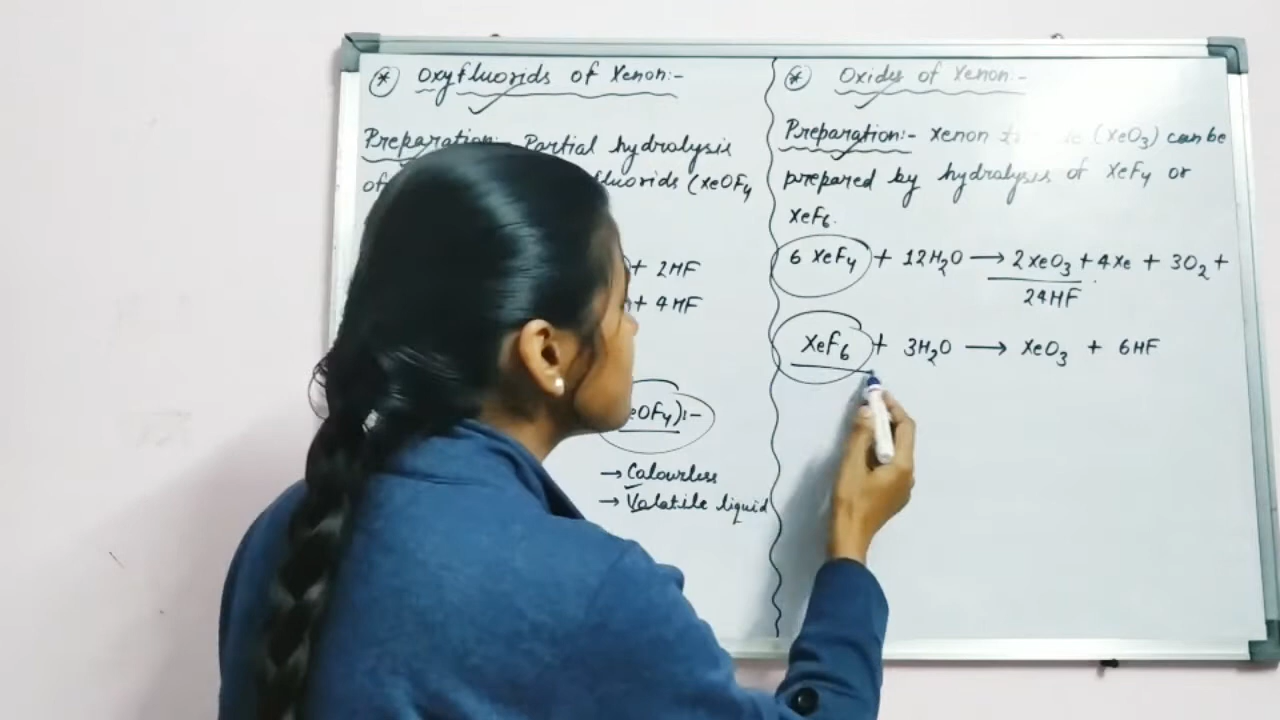 * Oxyfluorids of Xenon:-
Preparation:- Partial hydrolysis
fluorids (XeOF4
+ 2HF
+ 4HF
eOF4):-
→ Colourless
→ Volatile liquid
* Oxides of Xenon:-
Preparation:- Xenon (XeO3) can be
prepared by hydrolysis of XeF4 or
XeF6.
6 XeF4 + 12H2O → 2XeO3 + 4Xe + 3O2 +
24HF
XeF6 + 3H2O → XeO3 + 6HF